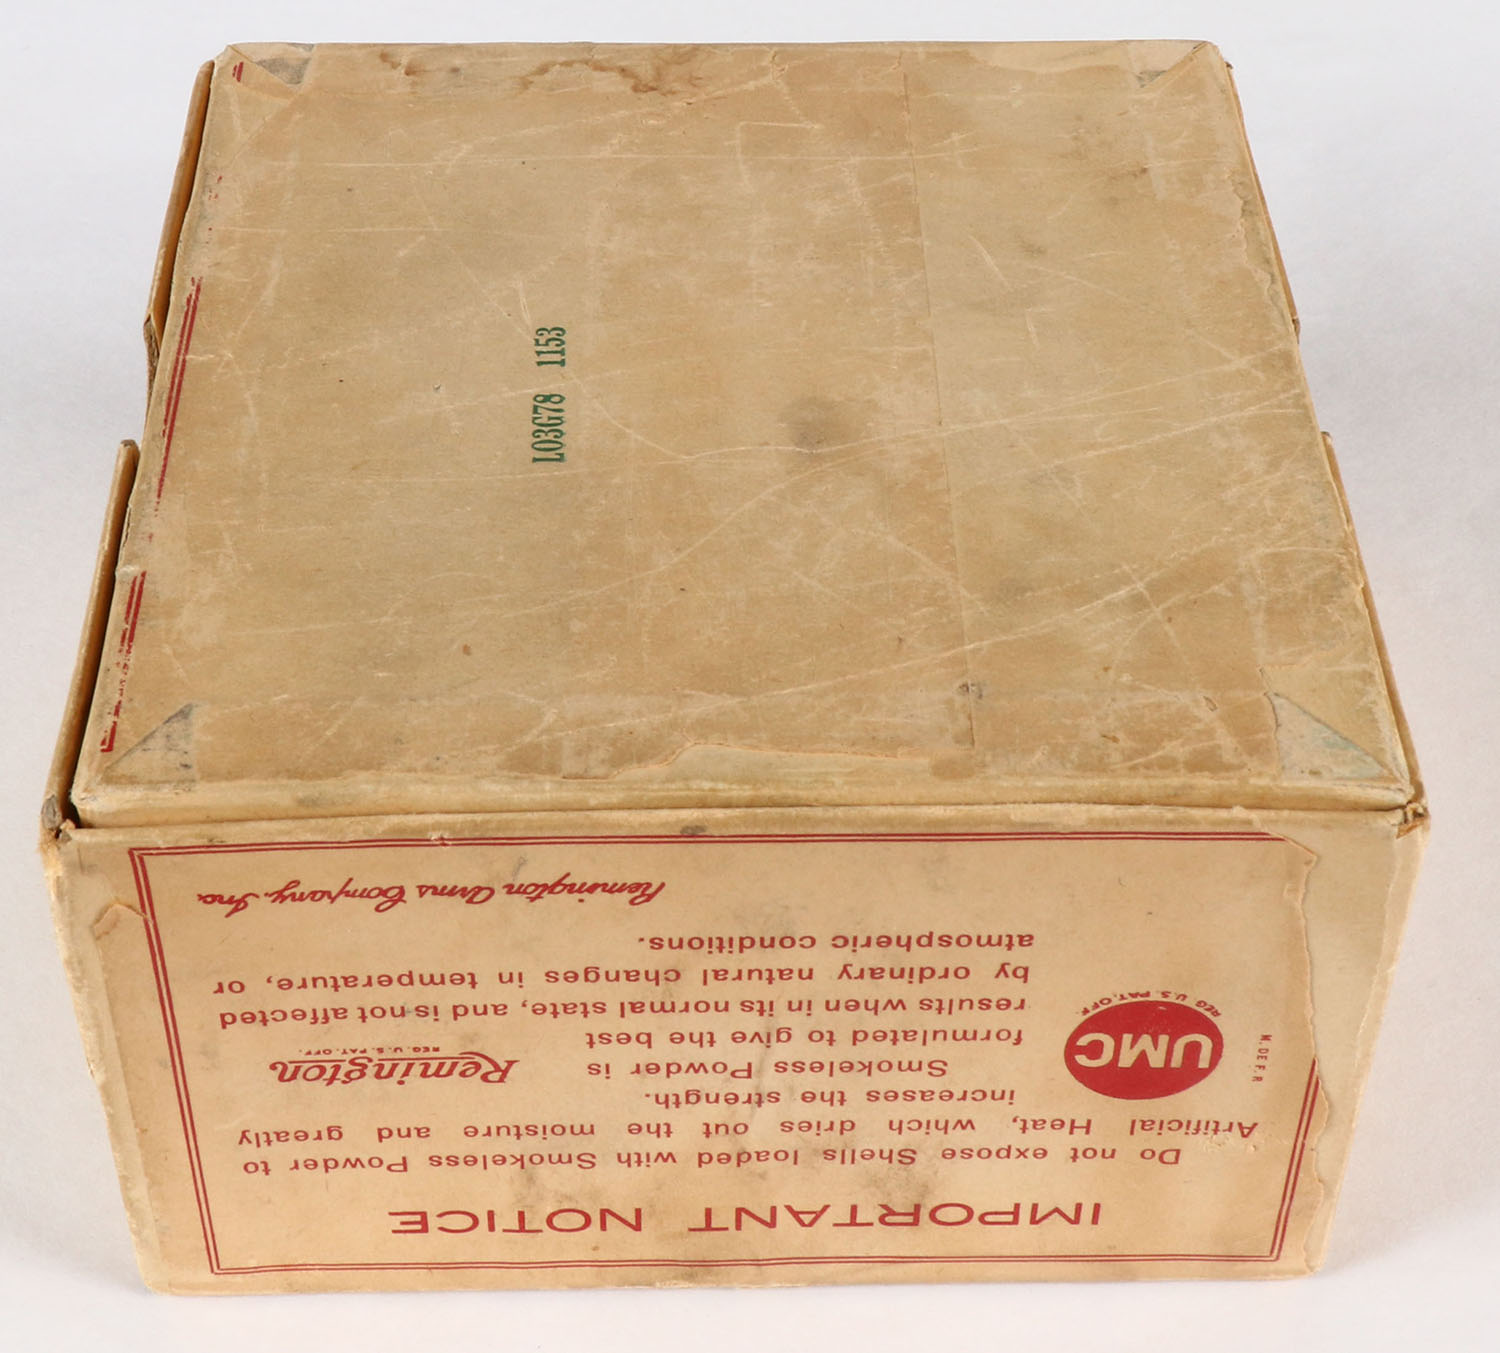 L03G78 1153
IMPORTANT NOTICE
Do not expose Shells loaded with Smokeless Powder to
Artificial Heat, which dries out the moisture and greatly
increases the strength.
Smokeless Powder is
formulated to give the best
results when in its normal state, and is not affected
by ordinary natural changes in temperature, or
atmospheric conditions.
Remington Arms Company, Inc.
M. DE F. R
UMC
REG U.S. PAT. OFF.
Remington
REG. U.S. PAT. OFF.